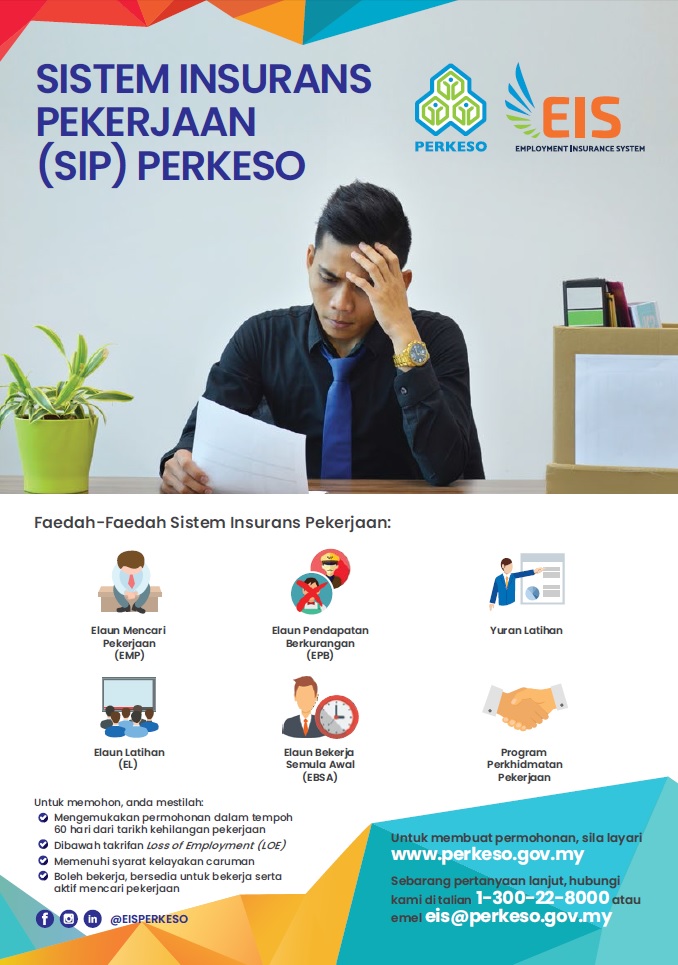 SISTEM INSURANS
PEKERJAAN
(SIP) PERKESO
PERKESO
EIS
EMPLOYMENT INSURANCE SYSTEM
Faedah-Faedah Sistem Insurans Pekerjaan:
Elaun Mencari
Pekerjaan
(EMP)
Elaun Pendapatan
Berkurangan
(EPB)
Yuran Latihan
Elaun Latihan
(EL)
Elaun Bekerja
Semula Awal
(EBSA)
Program
Perkhidmatan
Pekerjaan
Untuk memohon, anda mestilah:
Mengemukakan permohonan dalam tempoh
60 hari dari tarikh kehilangan pekerjaan
Dibawah takrifan Loss of Employment (LOE)
Memenuhi syarat kelayakan caruman
Boleh bekerja, bersedia untuk bekerja serta
aktif mencari pekerjaan
@EISPERKESO
Untuk membuat permohonan, sila layari
www.perkeso.gov.my
Sebarang pertanyaan lanjut, hubungi
kami di talian 1-300-22-8000 atau
emel eis@perkeso.gov.my